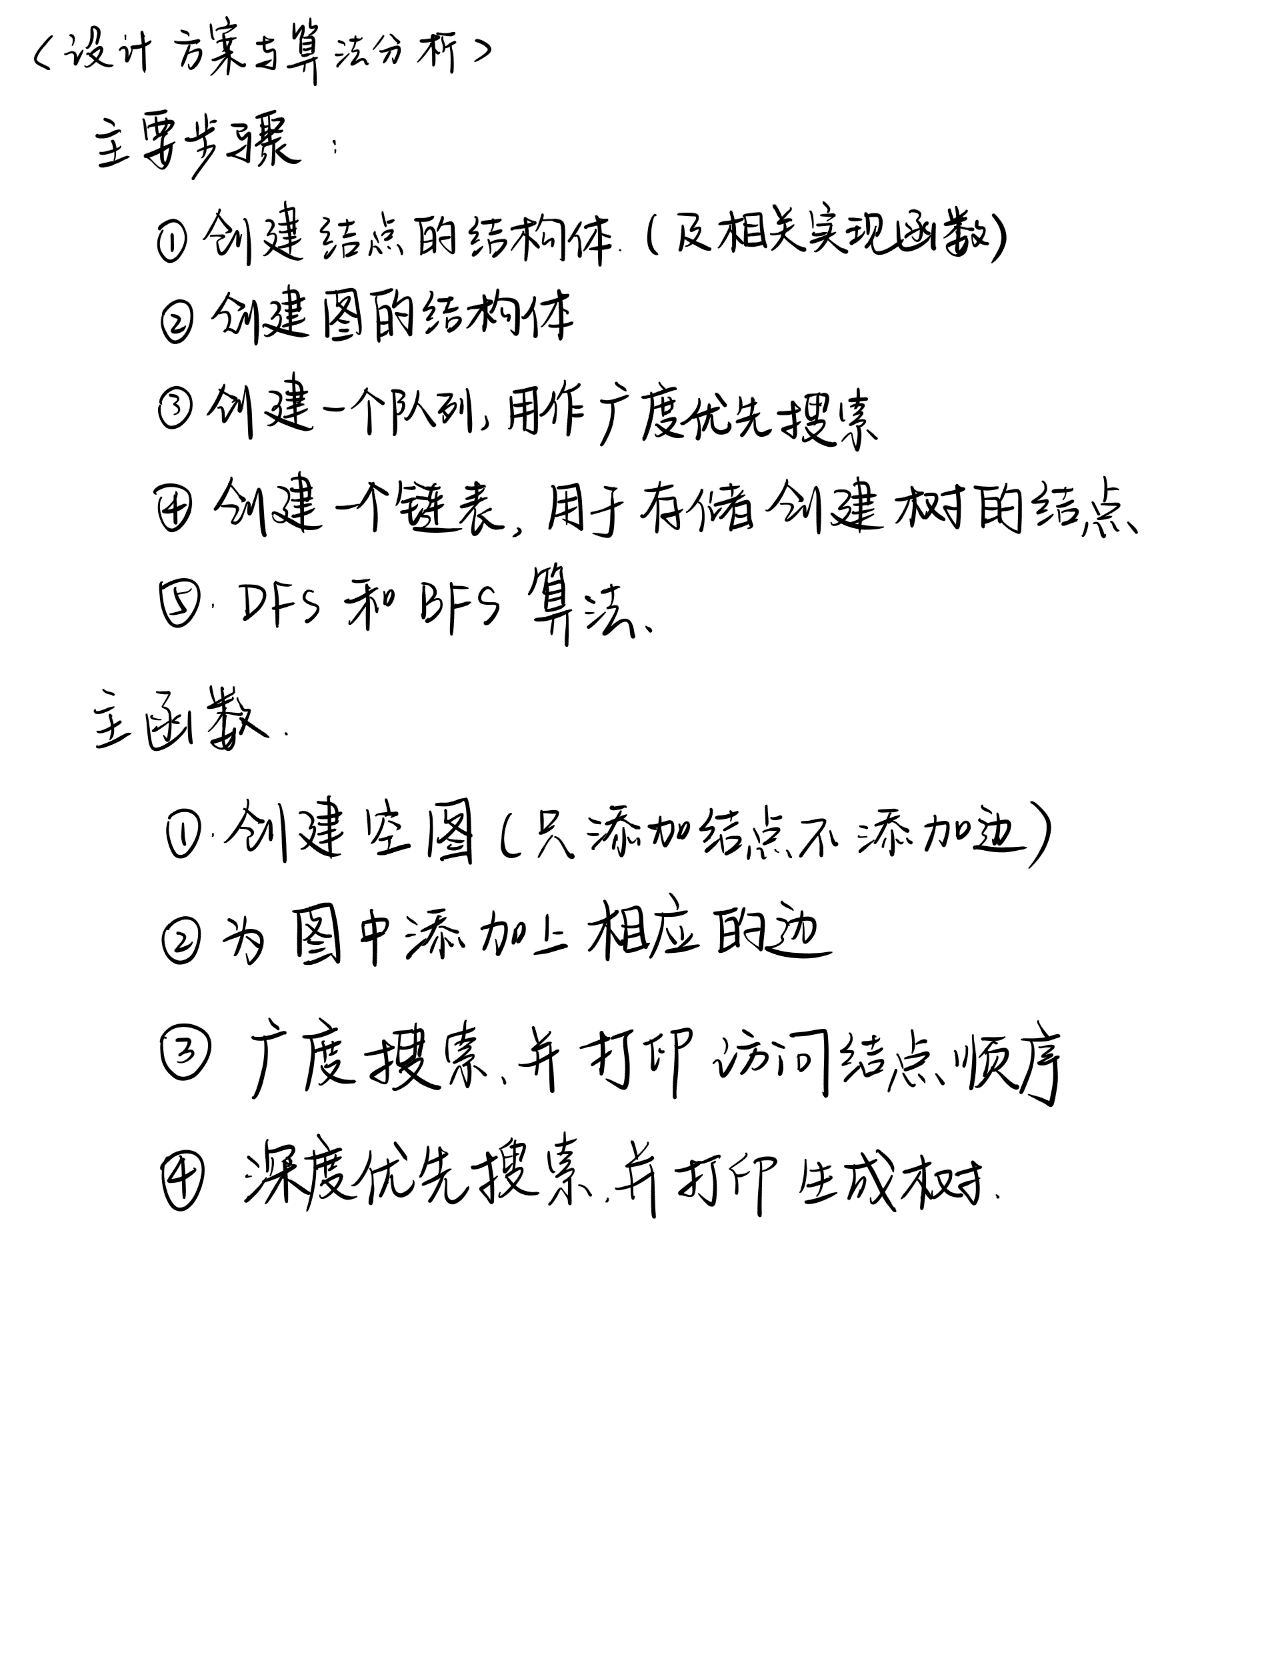 <设计方案与算法分析>
主要步骤:
①创建结点的结构体.(及相关实现函数)
②创建图的结构体
③创建一个队列,用作广度优先搜索
④创建一个链表,用于存储创建树的结点、
⑤. DFS和BFS算法、
主函数.
①.创建空图(只添加结点不添加边)
②为图中添加上相应的边
③广度搜索、并打印访问结点顺序
④深度优先搜索.并打印生成树.